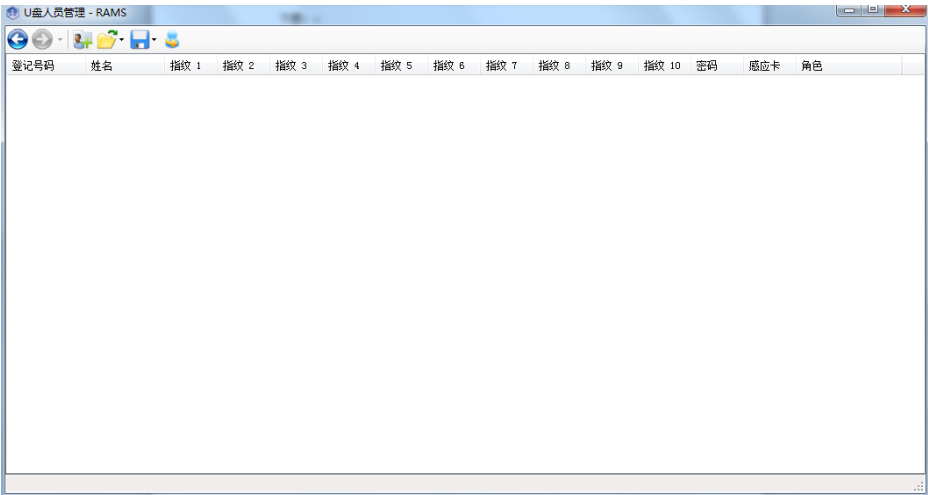 U盘人员管理 - RAMS
登记号码 姓名 指纹 1 指纹 2 指纹 3 指纹 4 指纹 5 指纹 6 指纹 7 指纹 8 指纹 9 指纹 10 密码 感应卡 角色